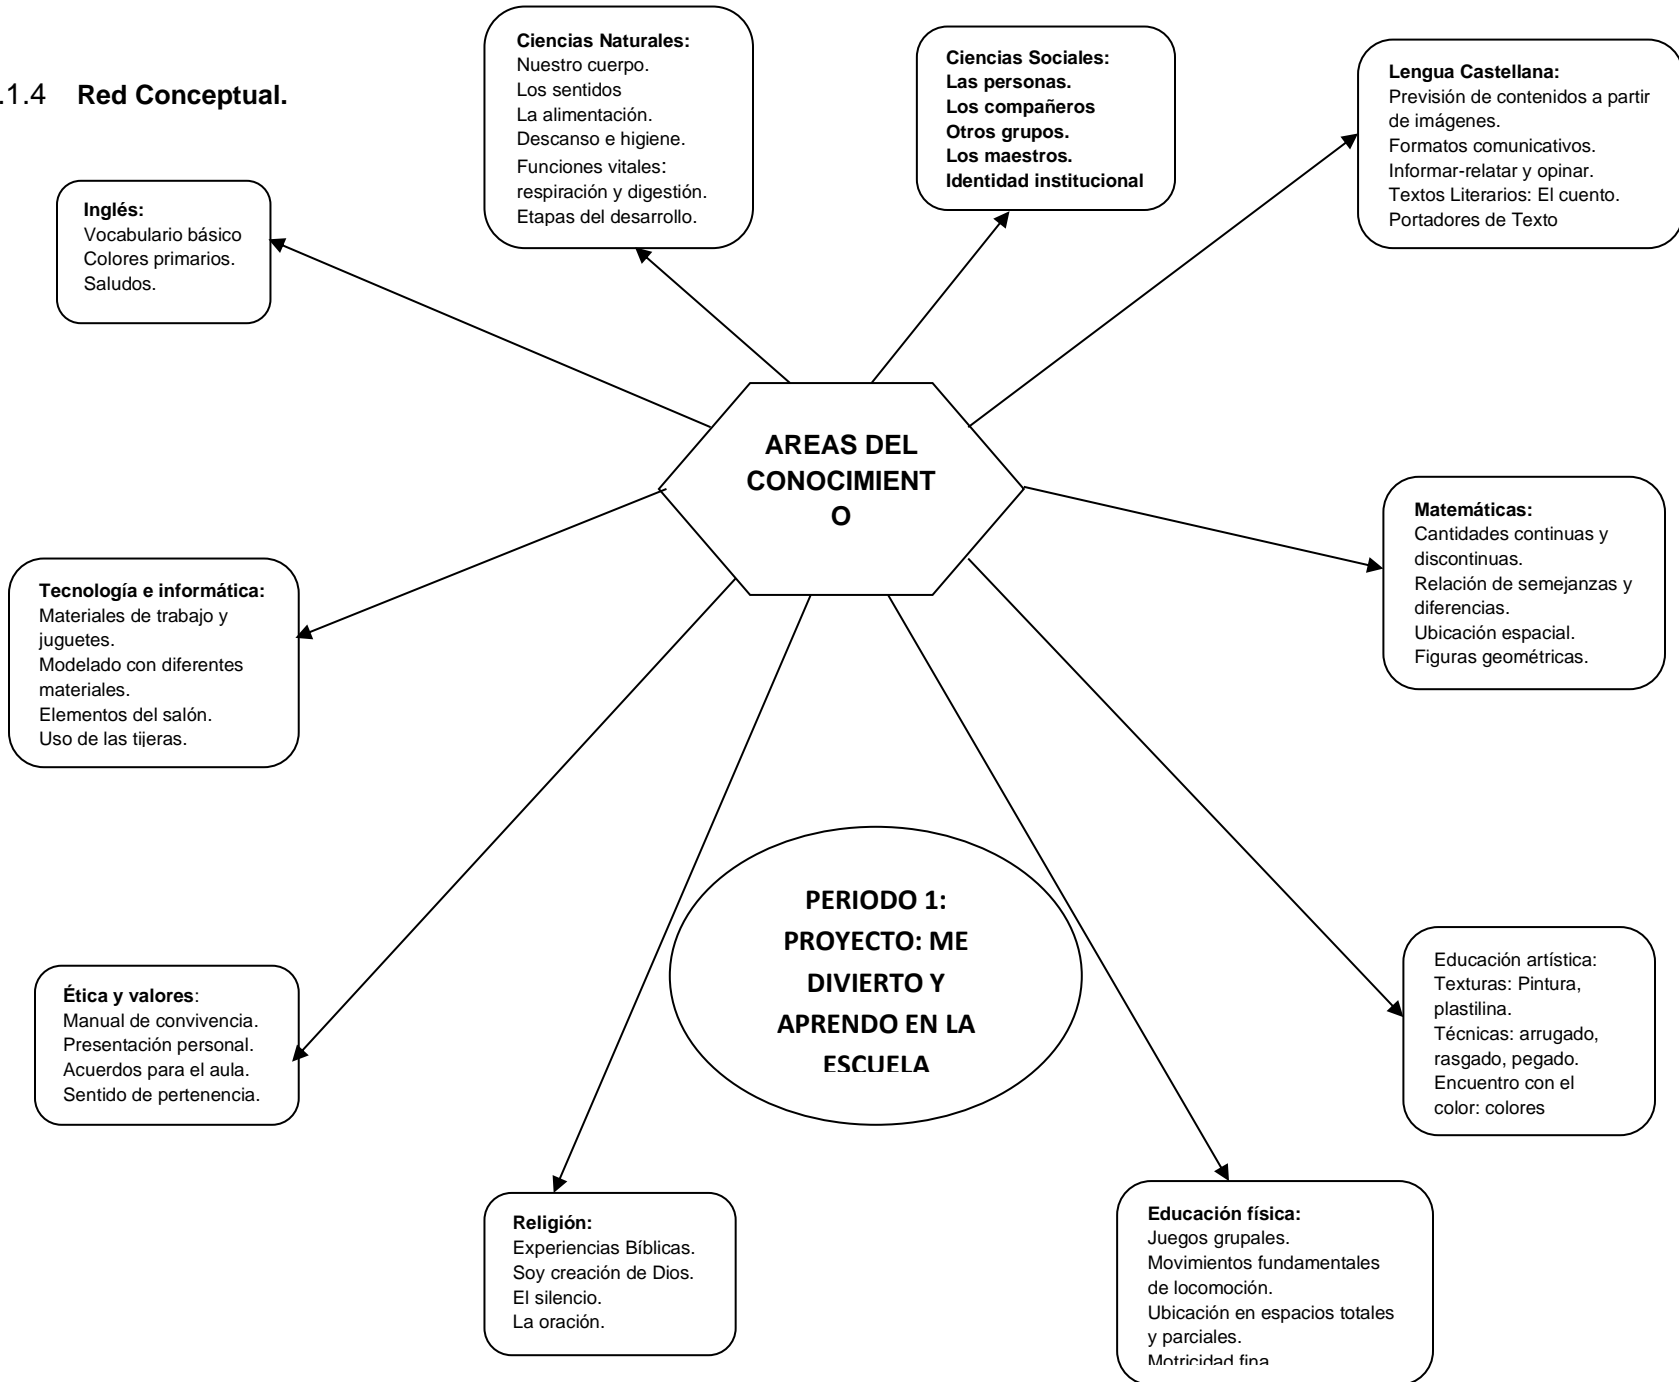 .1.4 Red Conceptual.
Ciencias Naturales:
Nuestro cuerpo.
Los sentidos
La alimentación.
Descanso e higiene.
Funciones vitales:
respiración y digestión.
Etapas del desarrollo.
Ciencias Sociales:
Las personas.
Los compañeros
Otros grupos.
Los maestros.
Identidad institucional
Lengua Castellana:
Previsión de contenidos a partir
de imágenes.
Formatos comunicativos.
Informar-relatar y opinar.
Textos Literarios: El cuento.
Portadores de Texto
Inglés:
Vocabulario básico
Colores primarios.
Saludos.
AREAS DEL
CONOCIMIENT
O
Matemáticas:
Cantidades continuas y
discontinuas.
Relación de semejanzas y
diferencias.
Ubicación espacial.
Figuras geométricas.
Tecnología e informática:
Materiales de trabajo y
juguetes.
Modelado con diferentes
materiales.
Elementos del salón.
Uso de las tijeras.
PERIODO 1:
PROYECTO: ME
DIVIERTO Y
APRENDO EN LA
ESCUELA
Educación artística:
Texturas: Pintura,
plastilina.
Técnicas: arrugado,
rasgado, pegado.
Encuentro con el
color: colores
Ética y valores:
Manual de convivencia.
Presentación personal.
Acuerdos para el aula.
Sentido de pertenencia.
Religión:
Experiencias Bíblicas.
Soy creación de Dios.
El silencio.
La oración.
Educación física:
Juegos grupales.
Movimientos fundamentales
de locomoción.
Ubicación en espacios totales
y parciales.
Motricidad fina